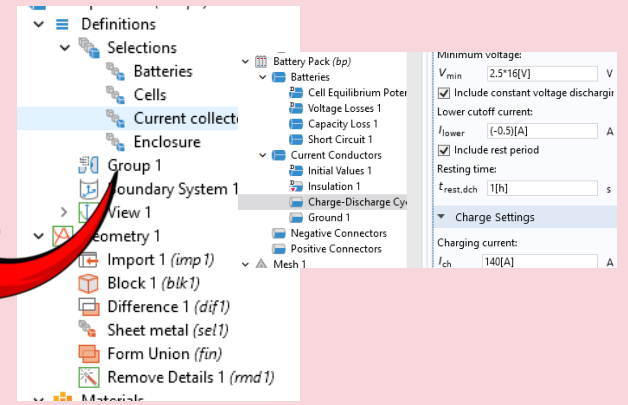 Definitions
Selections
Batteries
Cells
Current collect
Enclosure
Group 1
Boundary System 1
View 1
Geometry 1
Import 1 (imp1)
Block 1 (blk1)
Difference 1 (dif1)
Sheet metal (sel1)
Form Union (fin)
Remove Details 1 (rmd1)
Materials
Battery Pack (bp)
Batteries
Cell Equilibrium Poter
Voltage Losses 1
Capacity Loss 1
Short Circuit 1
Current Conductors
Initial Values 1
Insulation 1
Charge-Discharge Cy
Ground 1
Negative Connectors
Positive Connectors
Mesh 1
Minimum voltage:
Vmin 2.5*16[V] V
Include constant voltage dischargin
Lower cutoff current:
Ilower (-0.5)[A] A
Include rest period
Resting time:
trest,dch 1[h] s
Charge Settings
Charging current:
Ich 140[A] A